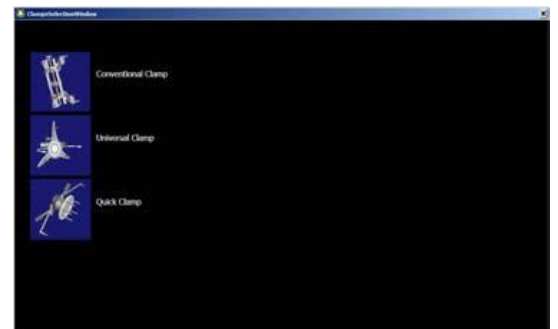 ClampSelectionWindow
Conventional Clamp
Universal Clamp
Quick Clamp